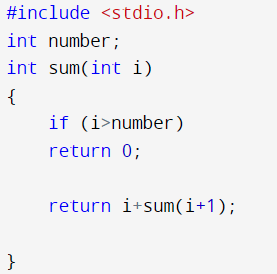 #include <stdio.h>
int number;
int sum(int i)
{
    if (i>number)
    return 0;

    return i+sum(i+1);

}